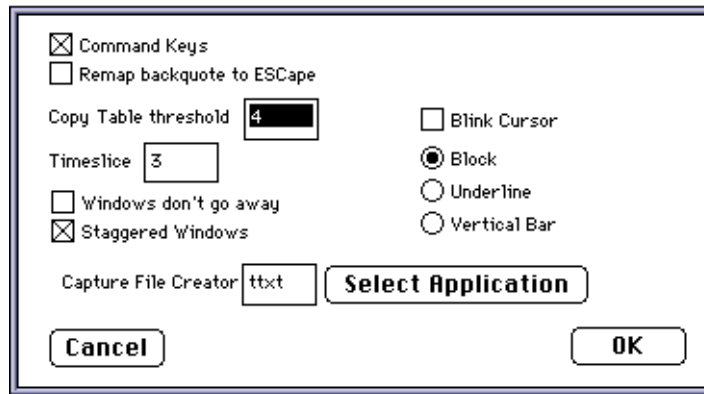 Command Keys
Remap backquote to ESCape
Copy Table threshold 4
Blink Cursor
Timeslice 3
Block
Underline
Windows don't go away
Vertical Bar
Staggered Windows
Capture File Creator ttxt Select Application
Cancel OK